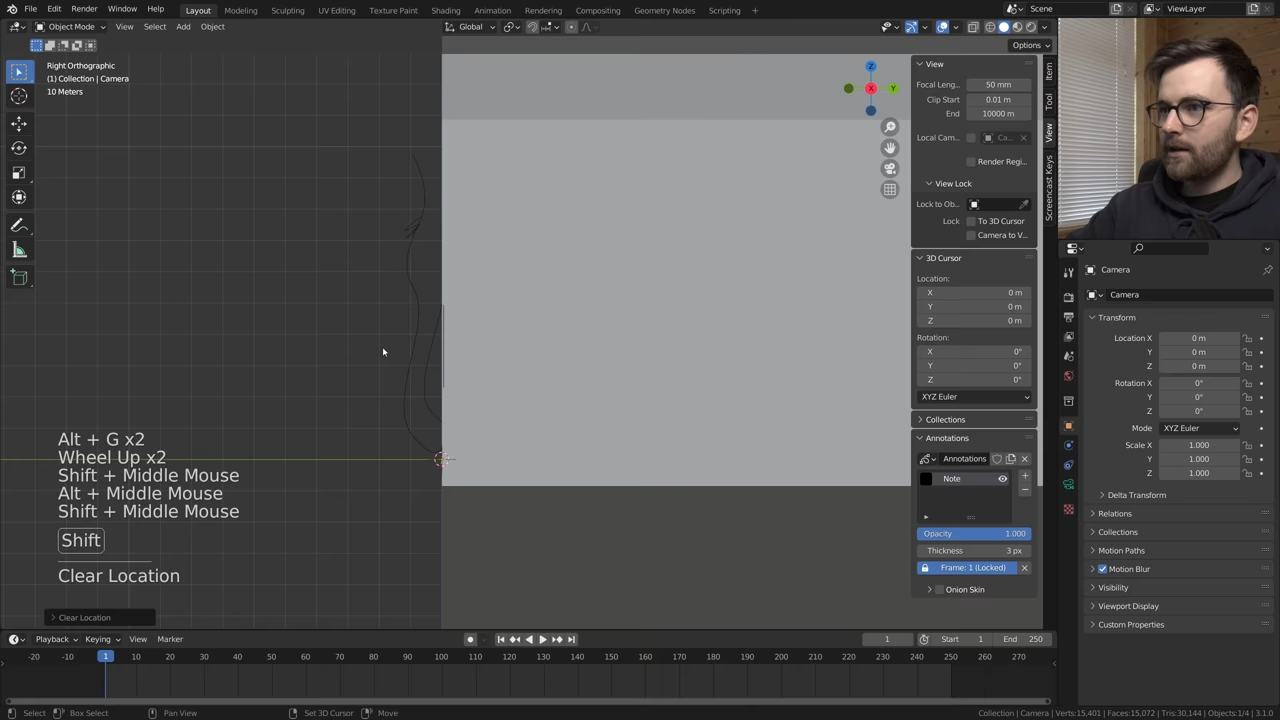 File Edit Render Window Help Layout Modeling Sculpting UV Editing Texture Paint Shading Animation Rendering Compositing Geometry Nodes Scripting Scene ViewLayer
Object Mode View Select Add Object Global
Options
Right Orthographic
(1) Collection | Camera
10 Meters
Z
X
Y
View
Focal Leng... 50 mm
Clip Start 0.01 m
End 10000 m
Local Cam... Ca...
Render Regi...
View Lock
Lock to Ob...
Lock To 3D Cursor
Camera to V...
3D Cursor
Location:
X 0 m
Y 0 m
Z 0 m
Rotation:
X 0°
Y 0°
Z 0°
XYZ Euler
Collections
Annotations
Annotations
Note
Opacity 1.000
Thickness 3 px
Frame: 1 (Locked)
Onion Skin
Item
Tool
View
Screencast Keys
Alt + G x2
Wheel Up x2
Shift + Middle Mouse
Alt + Middle Mouse
Shift + Middle Mouse
Shift
Clear Location
Clear Location
Camera
Camera
Transform
Location X 0 m
Y 0 m
Z 0 m
Rotation X 0°
Y 0°
Z 0°
Mode XYZ Euler
Scale X 1.000
Y 1.000
Z 1.000
Delta Transform
Relations
Collections
Motion Paths
Motion Blur
Visibility
Viewport Display
Custom Properties
Playback Keying View Marker 1 Start 1 End 250
-20 -10 1 10 20 30 40 50 60 70 80 90 100 110 120 130 140 150 160 170 180 190 200 210 220 230 240 250 260 270
Select Box Select Pan View Set 3D Cursor Move Collection | Camera | Verts:15,401 | Faces:15,072 | Tris:30,144 | Objects:1/4 | 3.1.0